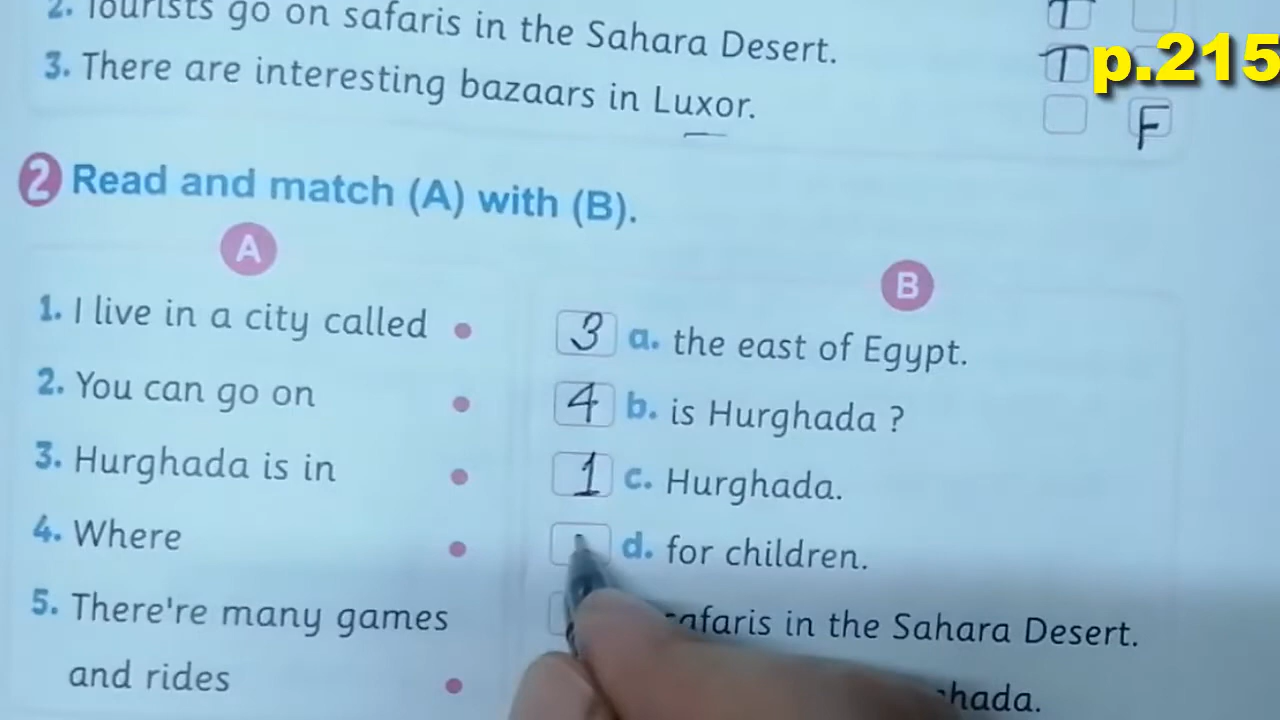 2. Tourists go on safaris in the Sahara Desert.
T
3. There are interesting bazaars in Luxor.
T
p.215
F
2 Read and match (A) with (B).
A
B
1. I live in a city called
3 a. the east of Egypt.
2. You can go on
4 b. is Hurghada ?
3. Hurghada is in
1 c. Hurghada.
4. Where
d. for children.
5. There're many games
safaris in the Sahara Desert.
and rides